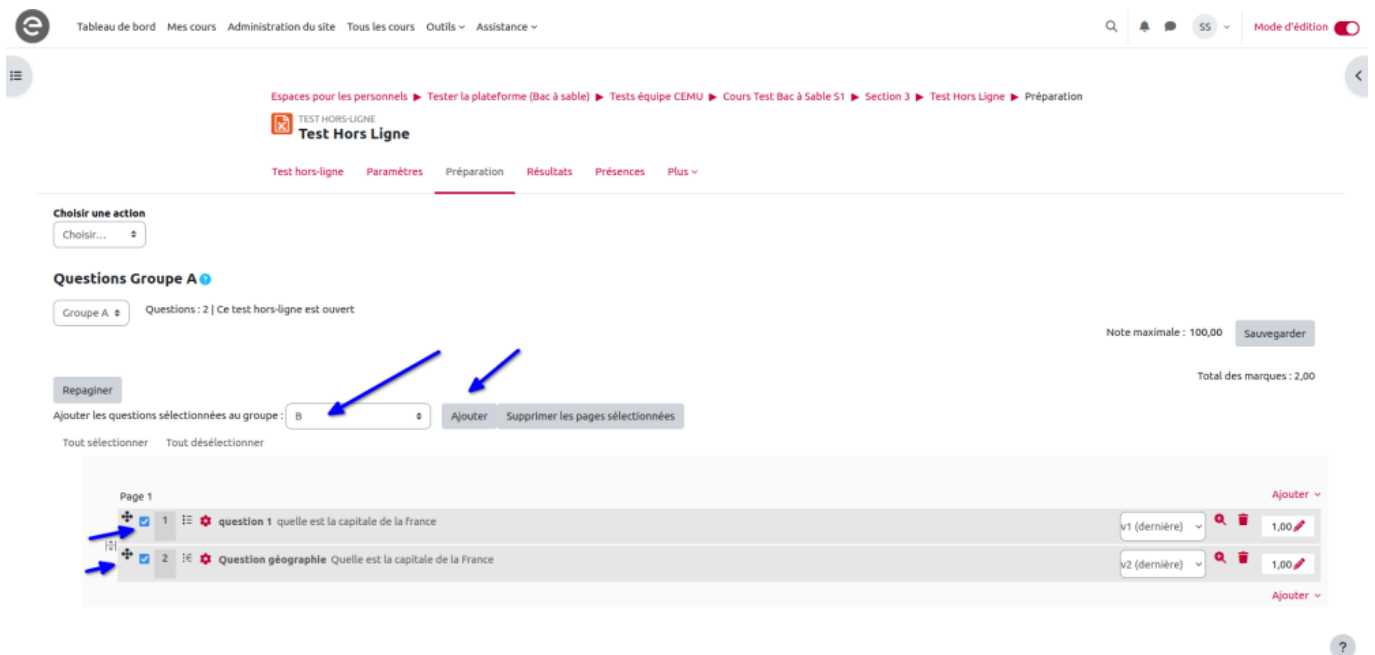 Tableau de bord Mes cours Administration du site Tous les cours Outils Assistance SS Mode d'édition
Espaces pour les personnels ► Tester la plateforme (Bac à sable) ► Tests équipe CEMU ► Cours Test Bac à Sable S1 ► Section 3 ► Test Hors Ligne ► Préparation
TEST HORS-LIGNE
Test Hors Ligne
Test hors-ligne Paramètres Préparation Résultats Présences Plus
Choisir une action
Choisir...
Questions Groupe A
Groupe A Questions : 2 | Ce test hors-ligne est ouvert
Note maximale : 100,00 Sauvegarder
Total des marques : 2,00
Repaginer
Ajouter les questions sélectionnées au groupe : B Ajouter Supprimer les pages sélectionnées
Tout sélectionner Tout désélectionner
Page 1 Ajouter
1 question 1 quelle est la capitale de la france v1 (dernière) 1,00
2 Question géographie Quelle est la capitale de la France v2 (dernière) 1,00
Ajouter
?